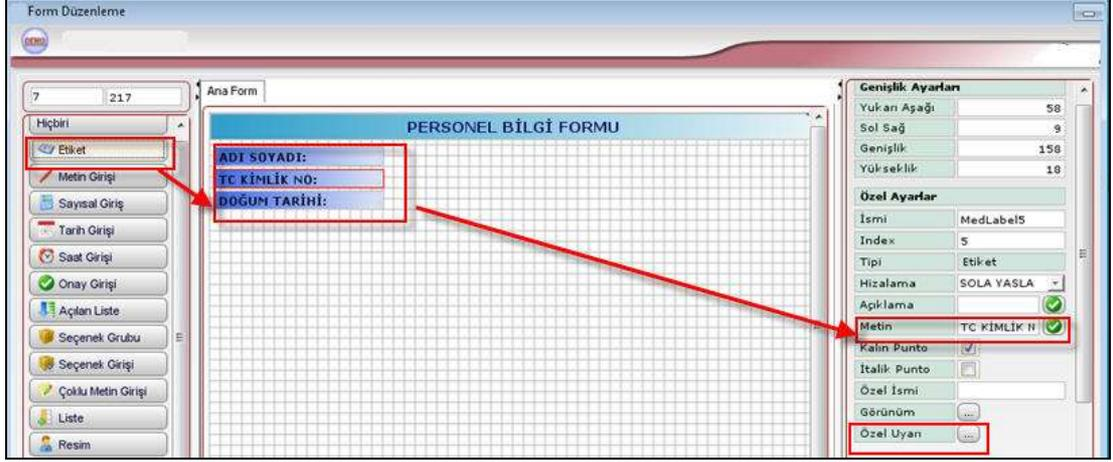 Form Düzenleme
DEMO
7 217
Hiçbiri
Etiket
Metin Girişi
Sayısal Giriş
Tarih Girişi
Saat Girişi
Onay Girişi
Açılan Liste
Seçenek Grubu
Seçenek Girişi
Çoklu Metin Girişi
Liste
Resim
Ana Form
PERSONEL BİLGİ FORMU
ADI SOYADI:
TC KİMLİK NO:
DOĞUM TARİHİ:
Genişlik Ayarları
Yukarı Aşağı 58
Sol Sağ 9
Genişlik 158
Yükseklik 18
Özel Ayarlar
İsmi MedLabel5
Index 5
Tipi Etiket
Hizalama SOLA YASLA
Açıklama
Metin TC KİMLİK N
Kalın Punto
İtalik Punto
Özel İsmi
Görünüm ...
Özel Uyarı ...